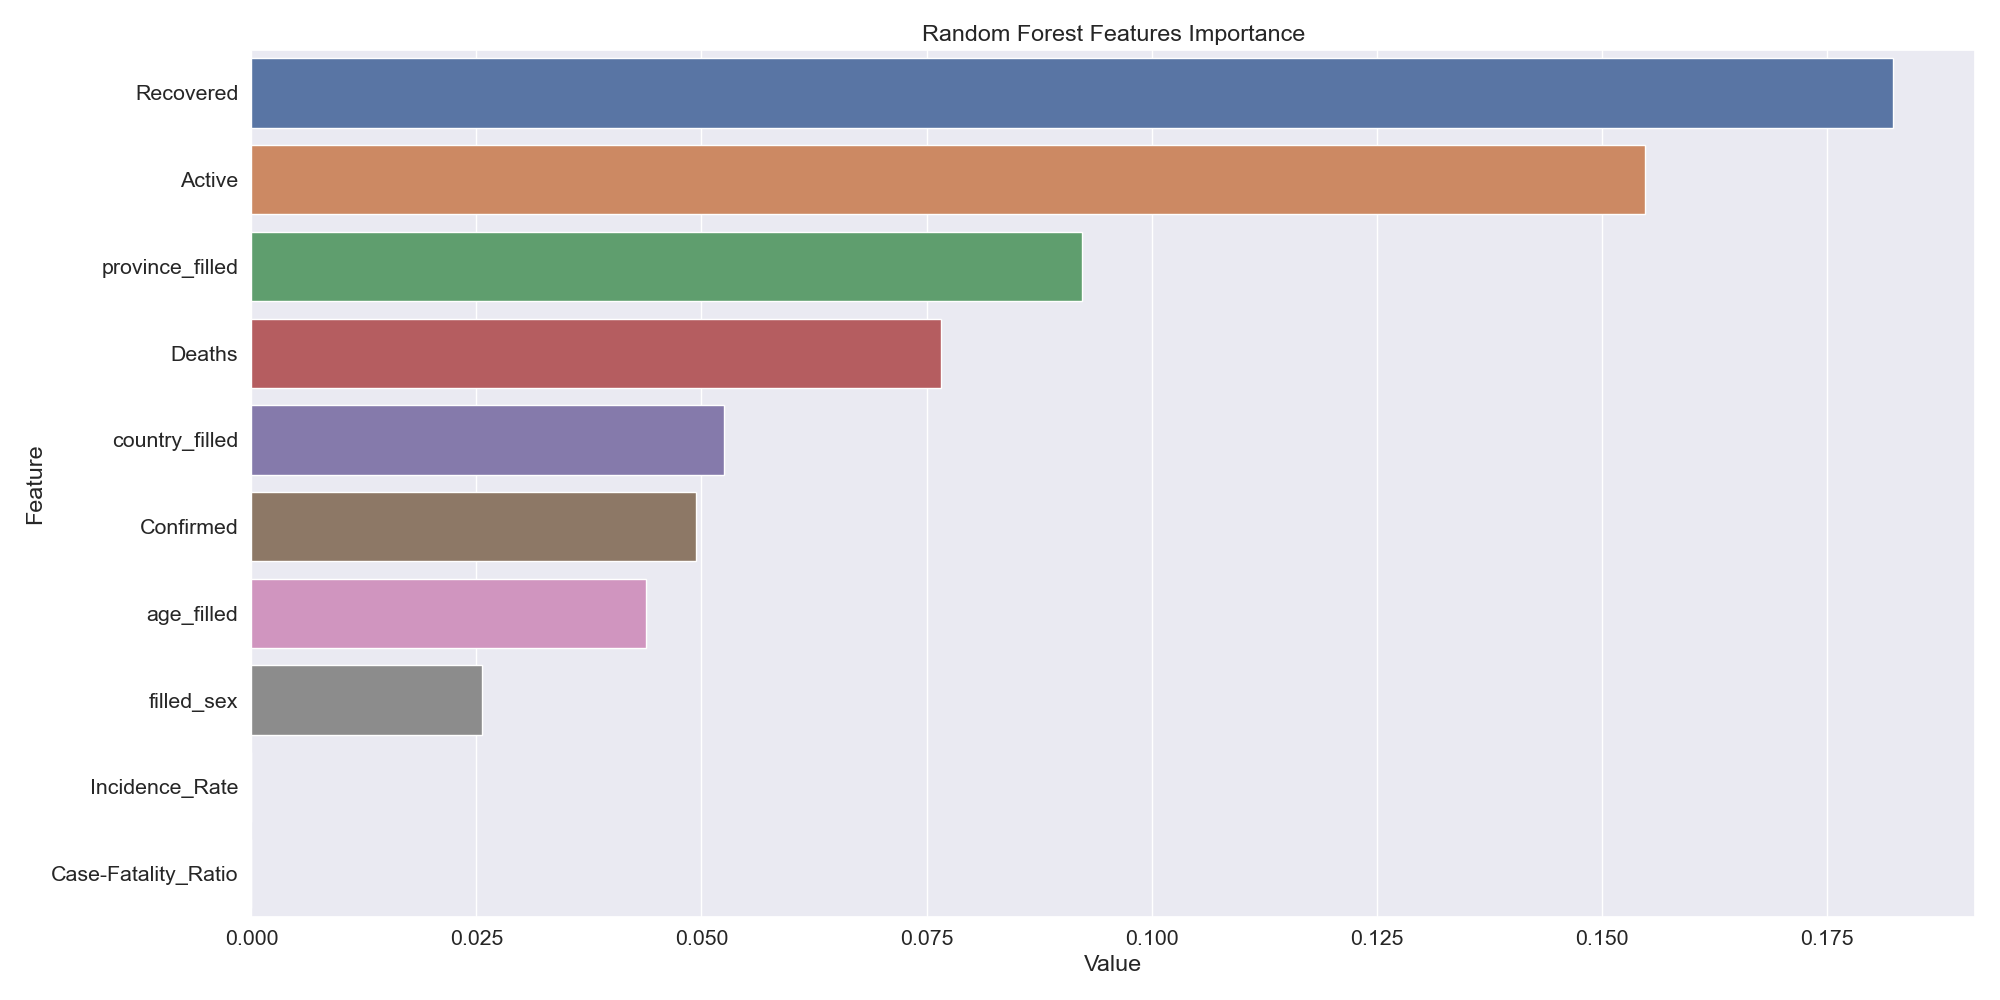 Random Forest Features Importance
Feature
Recovered
Active
province_filled
Deaths
country_filled
Confirmed
age_filled
filled_sex
Incidence_Rate
Case-Fatality_Ratio
0.000 0.025 0.050 0.075 0.100 0.125 0.150 0.175
Value